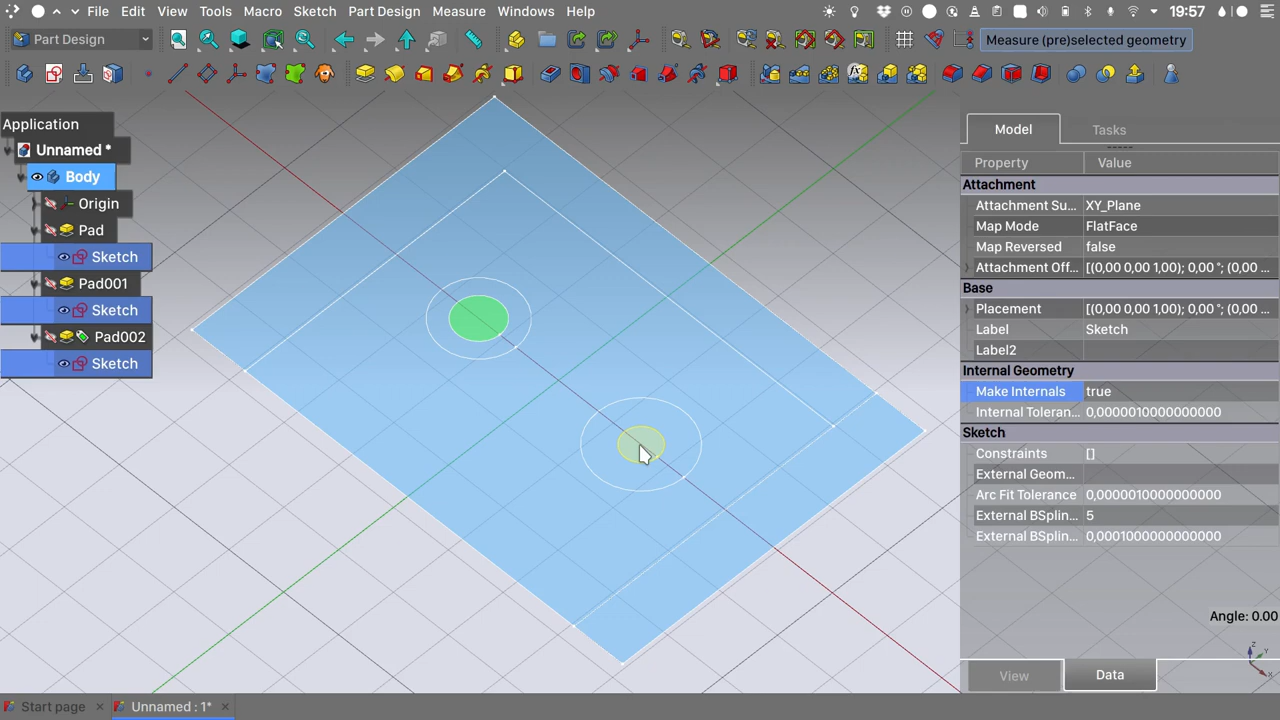 File Edit View Tools Macro Sketch Part Design Measure Windows Help 19:57
Part Design Measure (pre)selected geometry
Application
Unnamed *
Body
Origin
Pad
Sketch
Pad001
Sketch
Pad002
Sketch
Model Tasks
Property Value
Attachment
Attachment Su... XY_Plane
Map Mode FlatFace
Map Reversed false
Attachment Off... [(0,00 0,00 1,00); 0,00 °; (0,00 ...
Base
Placement [(0,00 0,00 1,00); 0,00 °; (0,00 ...
Label Sketch
Label2
Internal Geometry
Make Internals true
Internal Toleran... 0,0000010000000000
Sketch
Constraints []
External Geom...
Arc Fit Tolerance 0,0000010000000000
External BSplin... 5
External BSplin... 0,0001000000000000
Angle: 0.00
View Data
Start page × Unnamed : 1* ×